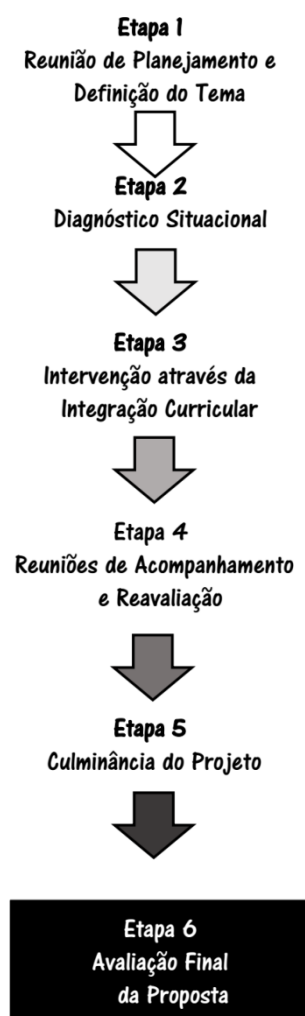 Etapa 1
Reunião de Planejamento e
Definição do Tema
Etapa 2
Diagnóstico Situacional
Etapa 3
Intervenção através da
Integração Curricular
Etapa 4
Reuniões de Acompanhamento
e Reavaliação
Etapa 5
Culminância do Projeto
Etapa 6
Avaliação Final
da Proposta